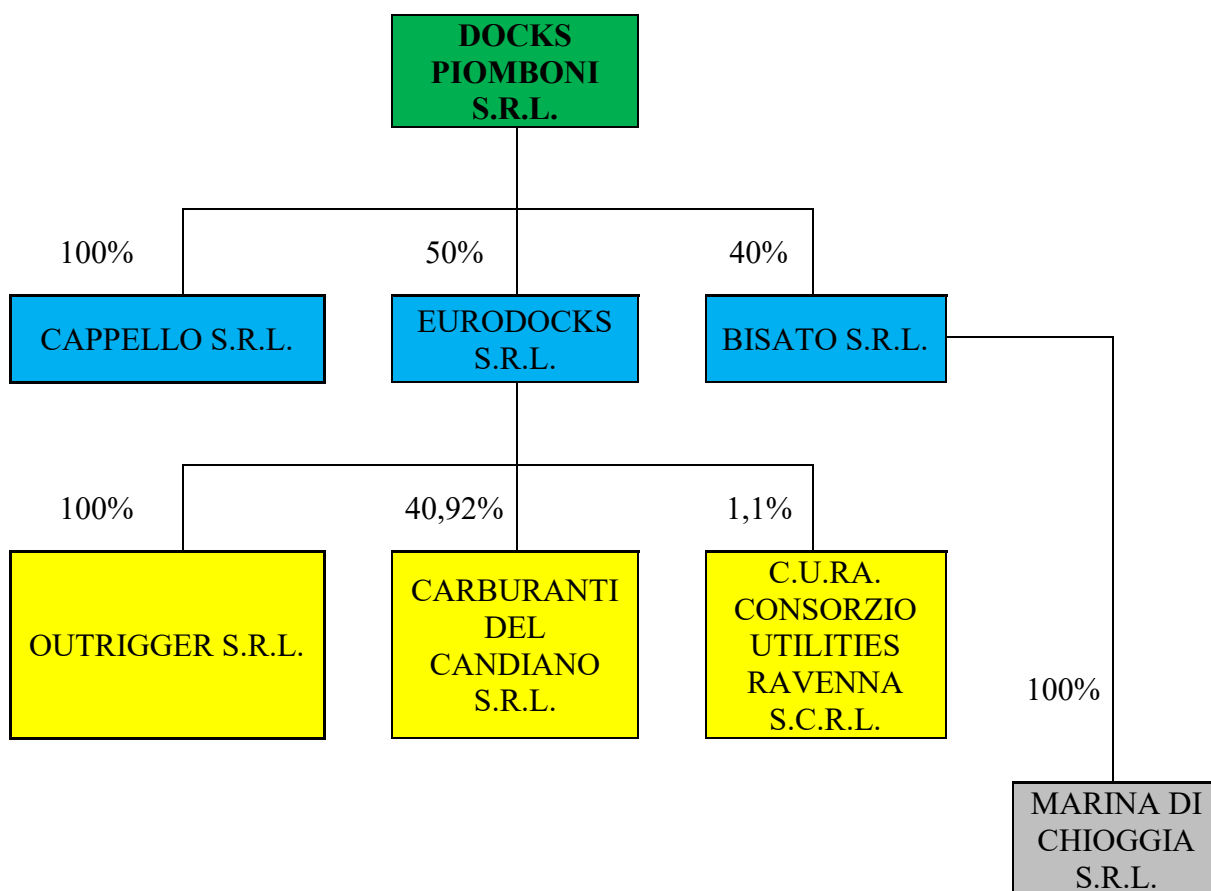 DOCKS
PIOMBONI
S.R.L.
100%
50%
40%
CAPPELLO S.R.L.
EURODOCKS
S.R.L.
BISATO S.R.L.
100%
40,92%
1,1%
OUTRIGGER S.R.L.
CARBURANTI
DEL
CANDIANO
S.R.L.
C.U.RA.
CONSORZIO
UTILITIES
RAVENNA
S.C.R.L.
100%
MARINA DI
CHIOGGIA
S.R.L.